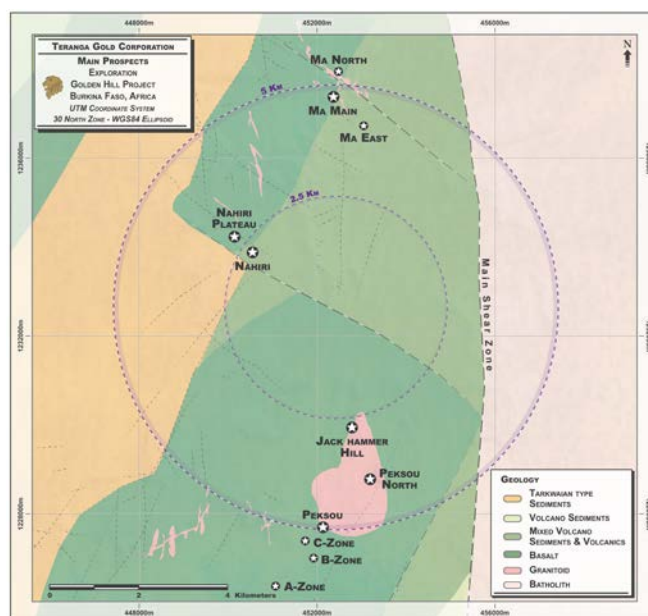 448000m
452000m
456000m
TERANGA GOLD CORPORATION
MAIN PROSPECTS
EXPLORATION
GOLDEN HILL PROJECT
BURKINA FASO, AFRICA
UTM COORDINATE SYSTEM
30 NORTH ZONE - WGS84 ELLIPSOID
N
MA NORTH
5 KM
MA MAIN
MA EAST
1236000m
2.5 KM
NAHIRI
PLATEAU
NAHIRI
Main Shear Zone
1232000m
1232000m
JACK HAMMER
HILL
PEKSOU
NORTH
PEKSOU
1228000m
C-ZONE
B-ZONE
A-ZONE
GEOLOGY
TARKWAIAN TYPE
SEDIMENTS
VOLCANO SEDIMENTS
MIXED VOLCANO
SEDIMENTS & VOLCANICS
BASALT
GRANITOID
BATHOLITH
0
2
4
Kilometers
448000m
452000m
456000m